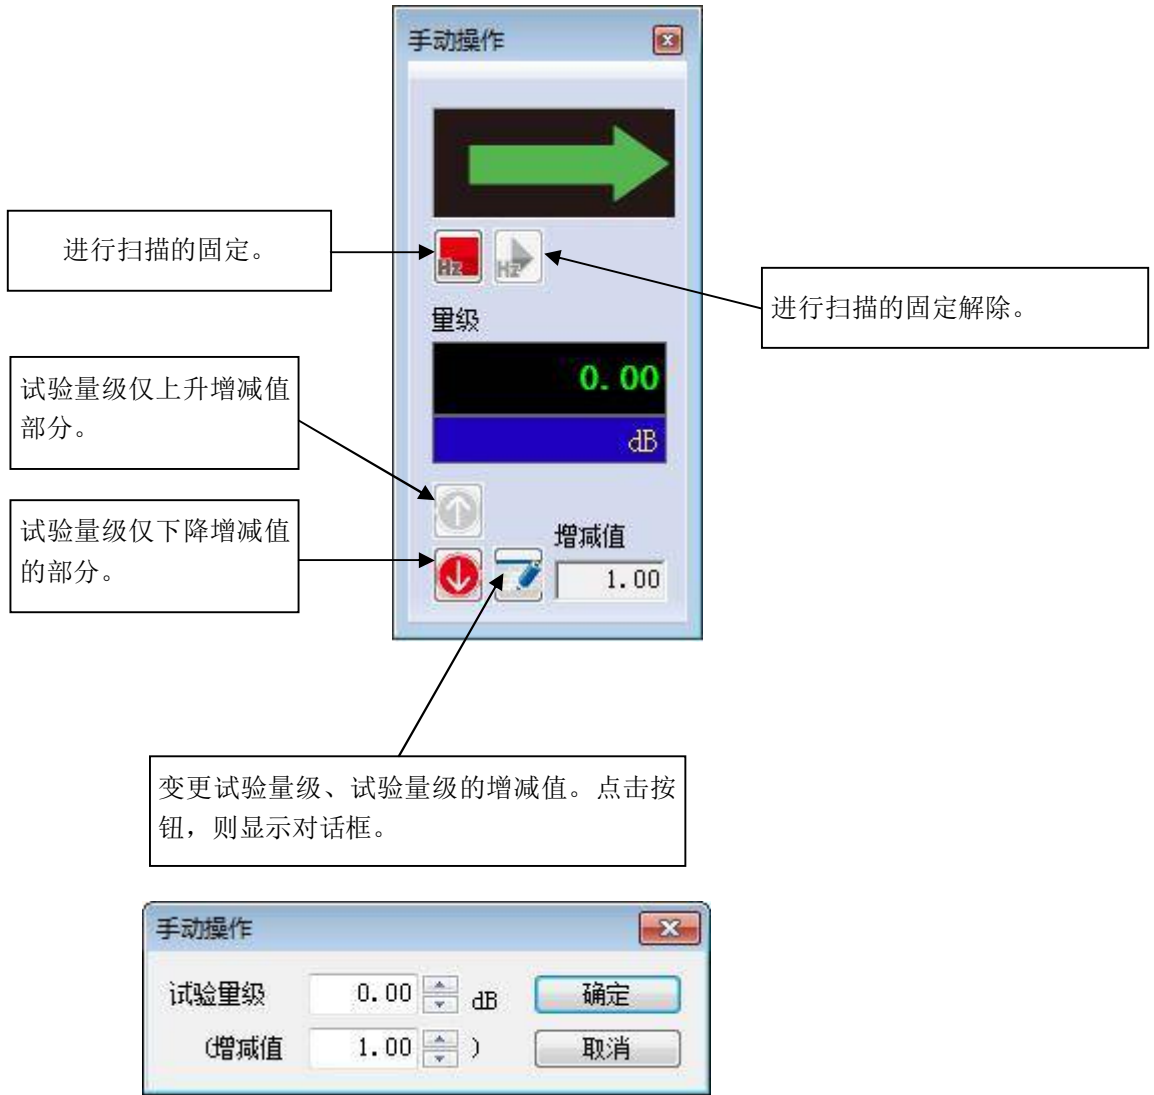 手动操作
进行扫描的固定。
Hz
Hz
进行扫描的固定解除。
量级
0.00
dB
试验量级仅上升增减值
部分。
试验量级仅下降增减值
的部分。
增减值
1.00
变更试验量级、试验量级的增减值。点击按
钮，则显示对话框。
手动操作
试验量级 0.00 dB 确定
(增减值 1.00 ) 取消